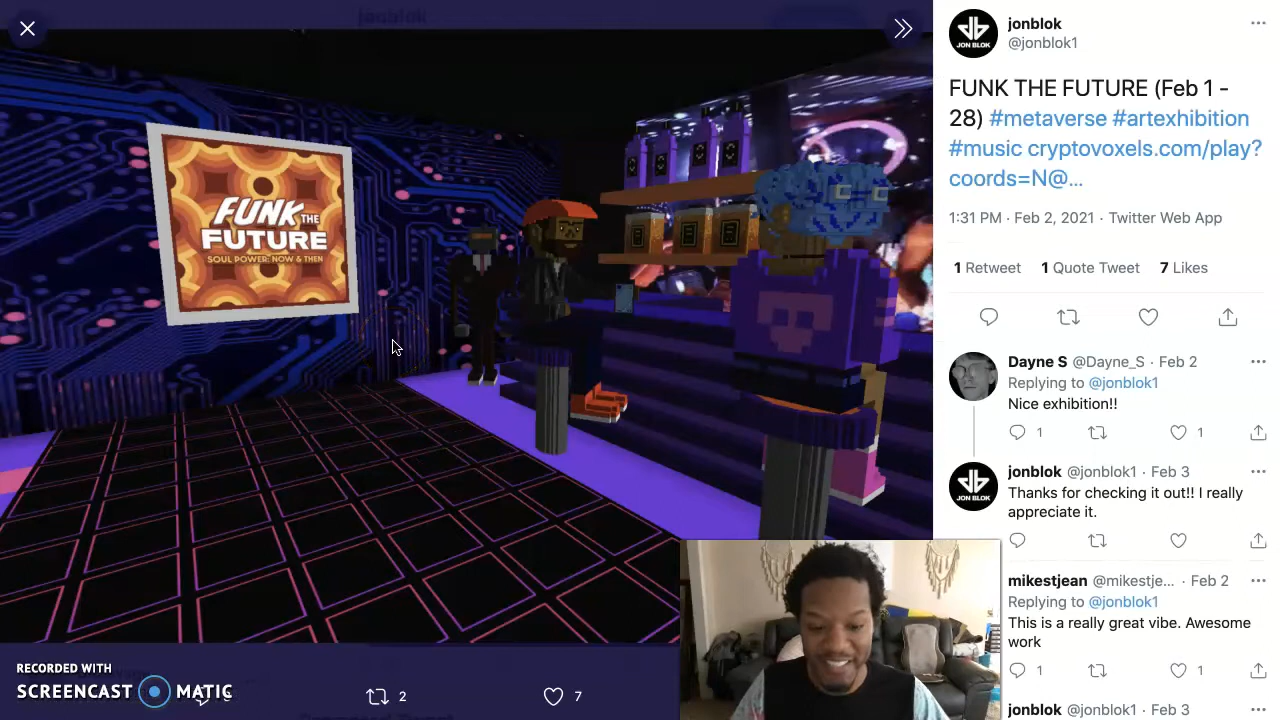 FUNK THE
FUTURE
SOUL POWER: NOW & THEN
RECORDED WITH
SCREENCAST MATIC
2
7
JON BLOK
jonblok
@jonblok1
FUNK THE FUTURE (Feb 1 -
28) #metaverse #artexhibition
#music cryptovoxels.com/play?
coords=N@…
1:31 PM · Feb 2, 2021 · Twitter Web App
1 Retweet 1 Quote Tweet 7 Likes
Dayne S @Dayne_S · Feb 2
Replying to @jonblok1
Nice exhibition!!
1 1
JON BLOK
jonblok @jonblok1 · Feb 3
Thanks for checking it out!! I really
appreciate it.
mikestjean @mikestje... · Feb 2
Replying to @jonblok1
This is a really great vibe. Awesome
work
1 1
jonblok @jonblok1 · Feb 3